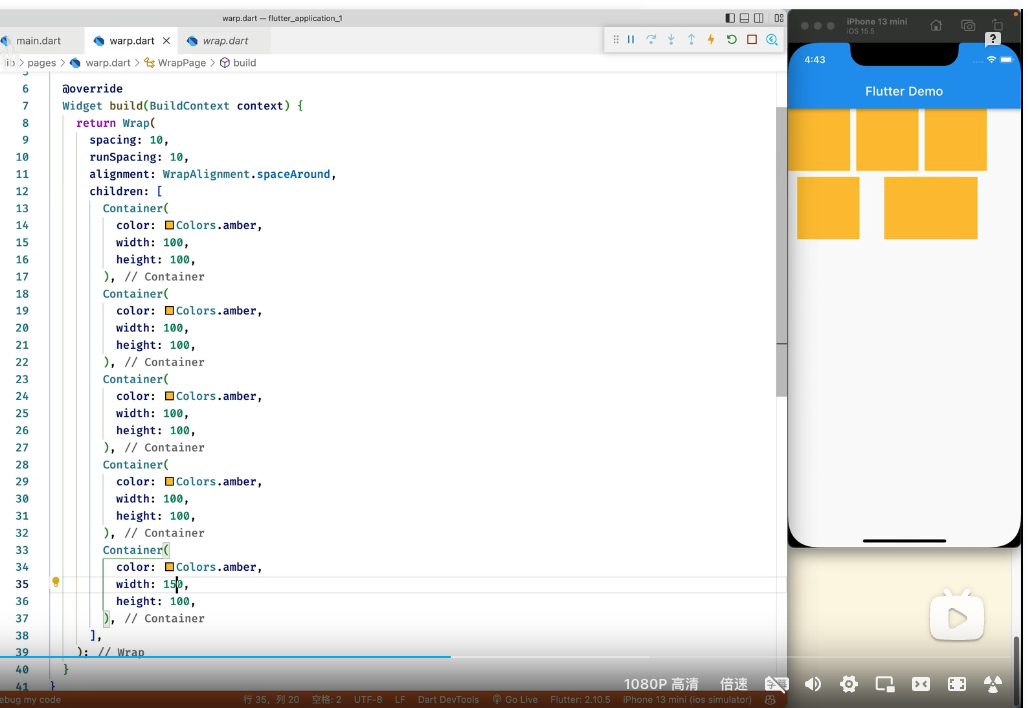 warp.dart — flutter_application_1
main.dart
warp.dart
wrap.dart
pages > warp.dart > WrapPage > build
6 @override
7 Widget build(BuildContext context) {
8 return Wrap(
9 spacing: 10,
10 runSpacing: 10,
11 alignment: WrapAlignment.spaceAround,
12 children: [
13 Container(
14 color: Colors.amber,
15 width: 100,
16 height: 100,
17 ), // Container
18 Container(
19 color: Colors.amber,
20 width: 100,
21 height: 100,
22 ), // Container
23 Container(
24 color: Colors.amber,
25 width: 100,
26 height: 100,
27 ), // Container
28 Container(
29 color: Colors.amber,
30 width: 100,
31 height: 100,
32 ), // Container
33 Container(
34 color: Colors.amber,
35 width: 150,
36 height: 100,
37 ), // Container
38 ],
39 ); // Wrap
40 }
41 }
iPhone 13 mini
iOS 15.5
4:43
Flutter Demo
1080P 高清
倍速
ebug my code
行 35，列 20
空格: 2
UTF-8
LF
Dart DevTools
Go Live
Flutter: 2.10.5
iPhone 13 mini (ios simulator)